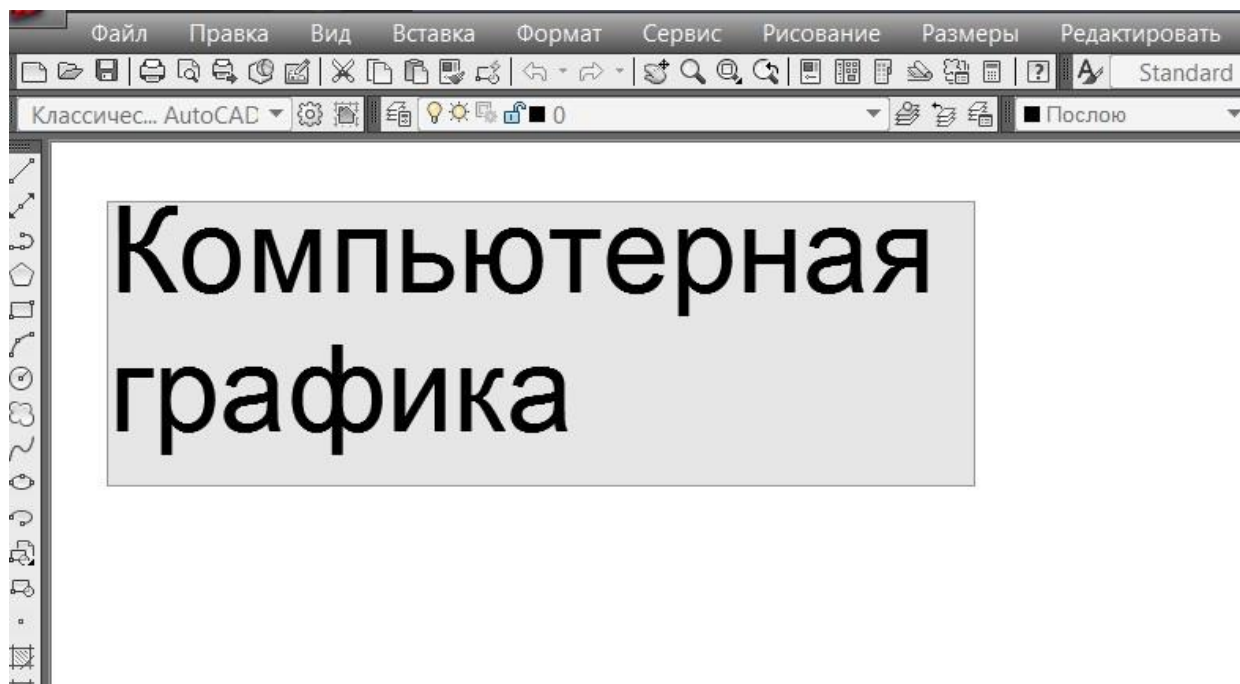 Файл Правка Вид Вставка Формат Сервис Рисование Размеры Редактировать
Standard
Классичес... AutoCAD 0 Послою
Компьютерная
графика